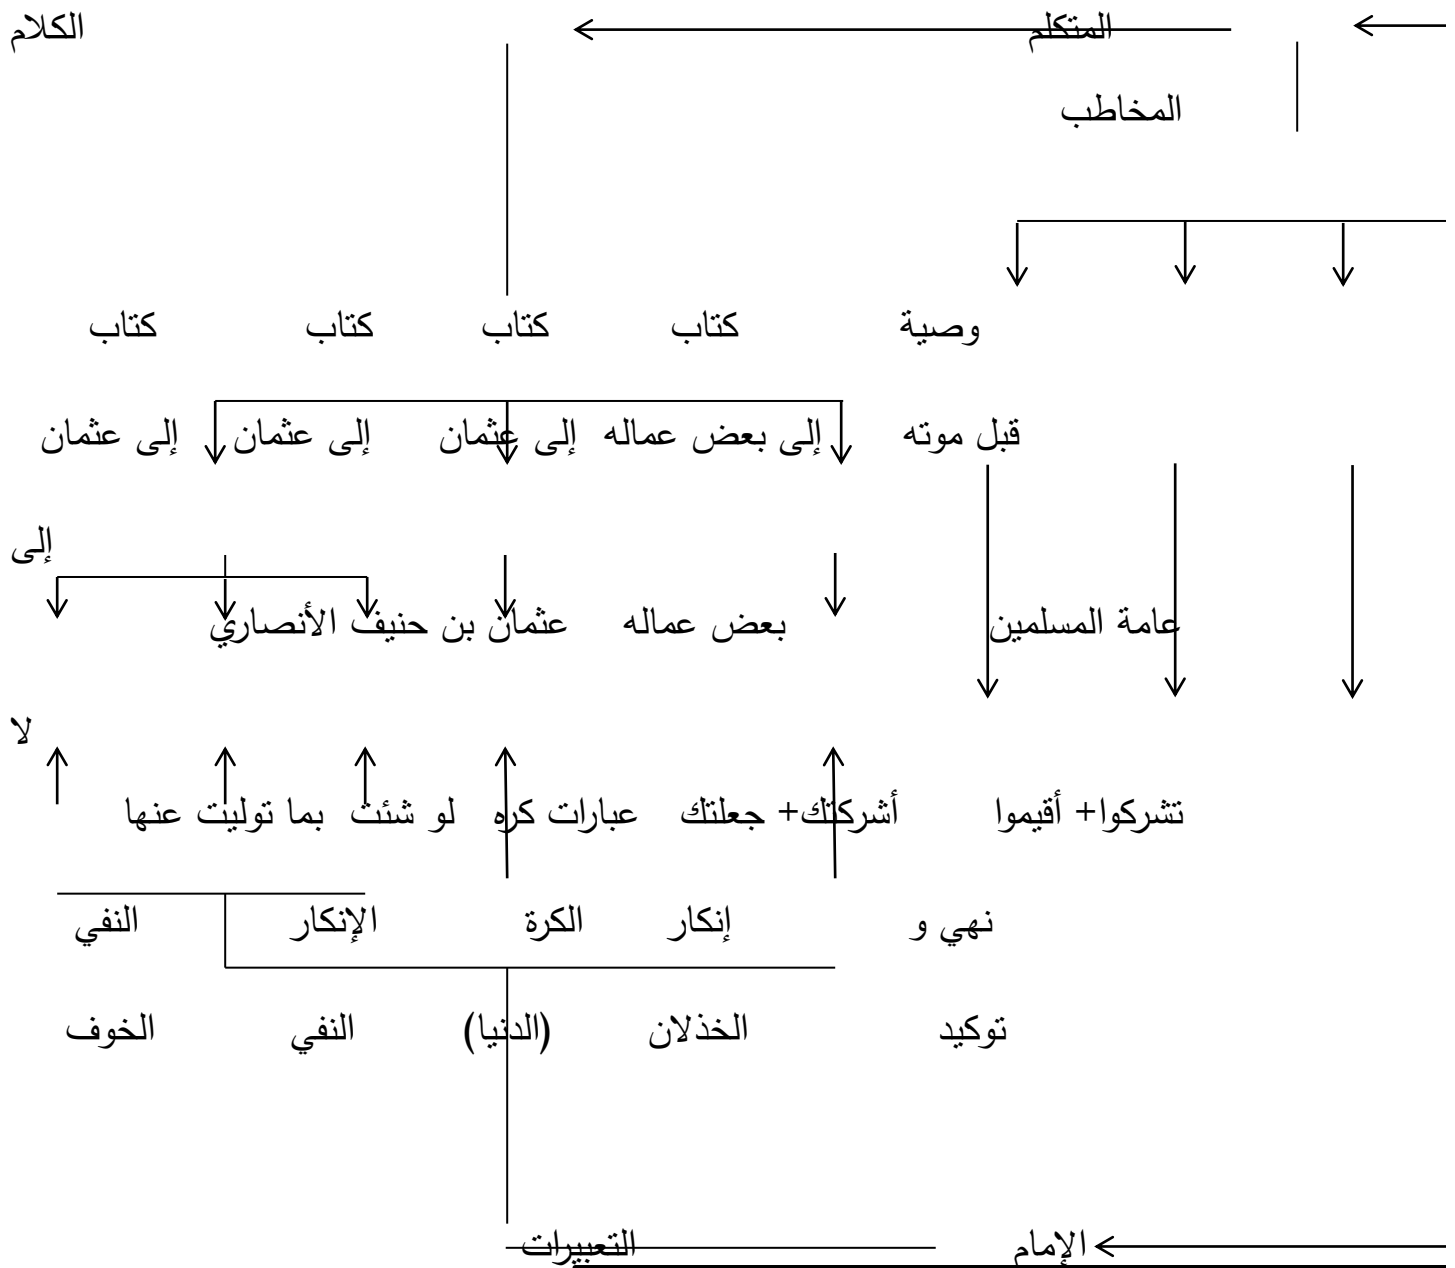 المتكلم الكلام
المخاطب
وصية كتاب كتاب كتاب كتاب
قبل موته إلى بعض عماله إلى عثمان إلى عثمان إلى عثمان
إلى
عامة المسلمين بعض عماله عثمان بن حنيف الأنصاري
لا
تشركوا+ أقيموا أشركتك+ جعلتك عبارات كره لو شئت بما توليت عنها
نهي و إنكار الكرة الإنكار النفي
توكيد الخذلان (الدنيا) النفي الخوف
الإمام التعبيرات